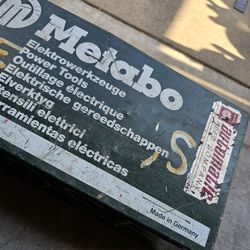 Metabo
Elektrowerkzeuge
Power Tools
Outillage électrique
Elektrische gereedschappen
Elverktyg
Utensili elettrici
Herramientas eléctricas
S
Made in Germany